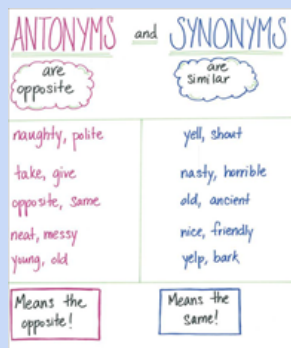 ANTONYMS and SYNONYMS
are
opposite
are
similar
naughty, polite
take, give
opposite, same
neat, messy
young, old
yell, shout
nasty, horrible
old, ancient
nice, friendly
yelp, bark
Means the
opposite!
Means the
same!